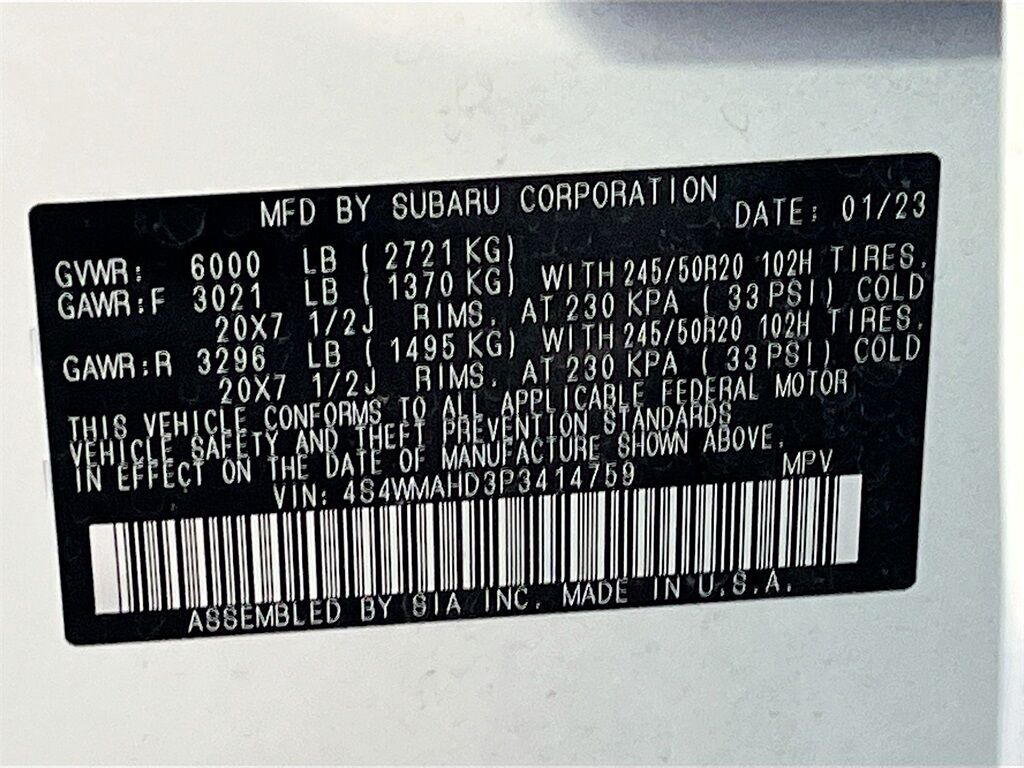 MFD BY SUBARU CORPORATION DATE: 01/23
GVWR: 6000 LB ( 2721 KG)
GAWR:F 3021 LB ( 1370 KG) WITH 245/50R20 102H TIRES,
20X7 1/2J RIMS, AT 230 KPA ( 33 PSI) COLD
GAWR:R 3296 LB ( 1495 KG) WITH 245/50R20 102H TIRES,
20X7 1/2J RIMS, AT 230 KPA ( 33 PSI) COLD
THIS VEHICLE CONFORMS TO ALL APPLICABLE FEDERAL MOTOR
VEHICLE SAFETY AND THEFT PREVENTION STANDARDS
IN EFFECT ON THE DATE OF MANUFACTURE SHOWN ABOVE.
VIN: 4S4WMAHD3P3414759 MPV
ASSEMBLED BY SIA INC. MADE IN U.S.A.